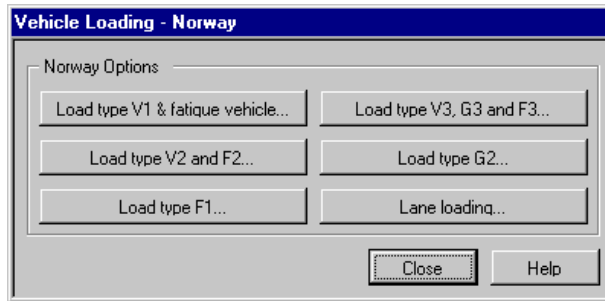 Vehicle Loading - Norway
Norway Options
Load type V1 & fatique vehicle...
Load type V3, G3 and F3...
Load type V2 and F2...
Load type G2...
Load type F1...
Lane loading...
Close
Help